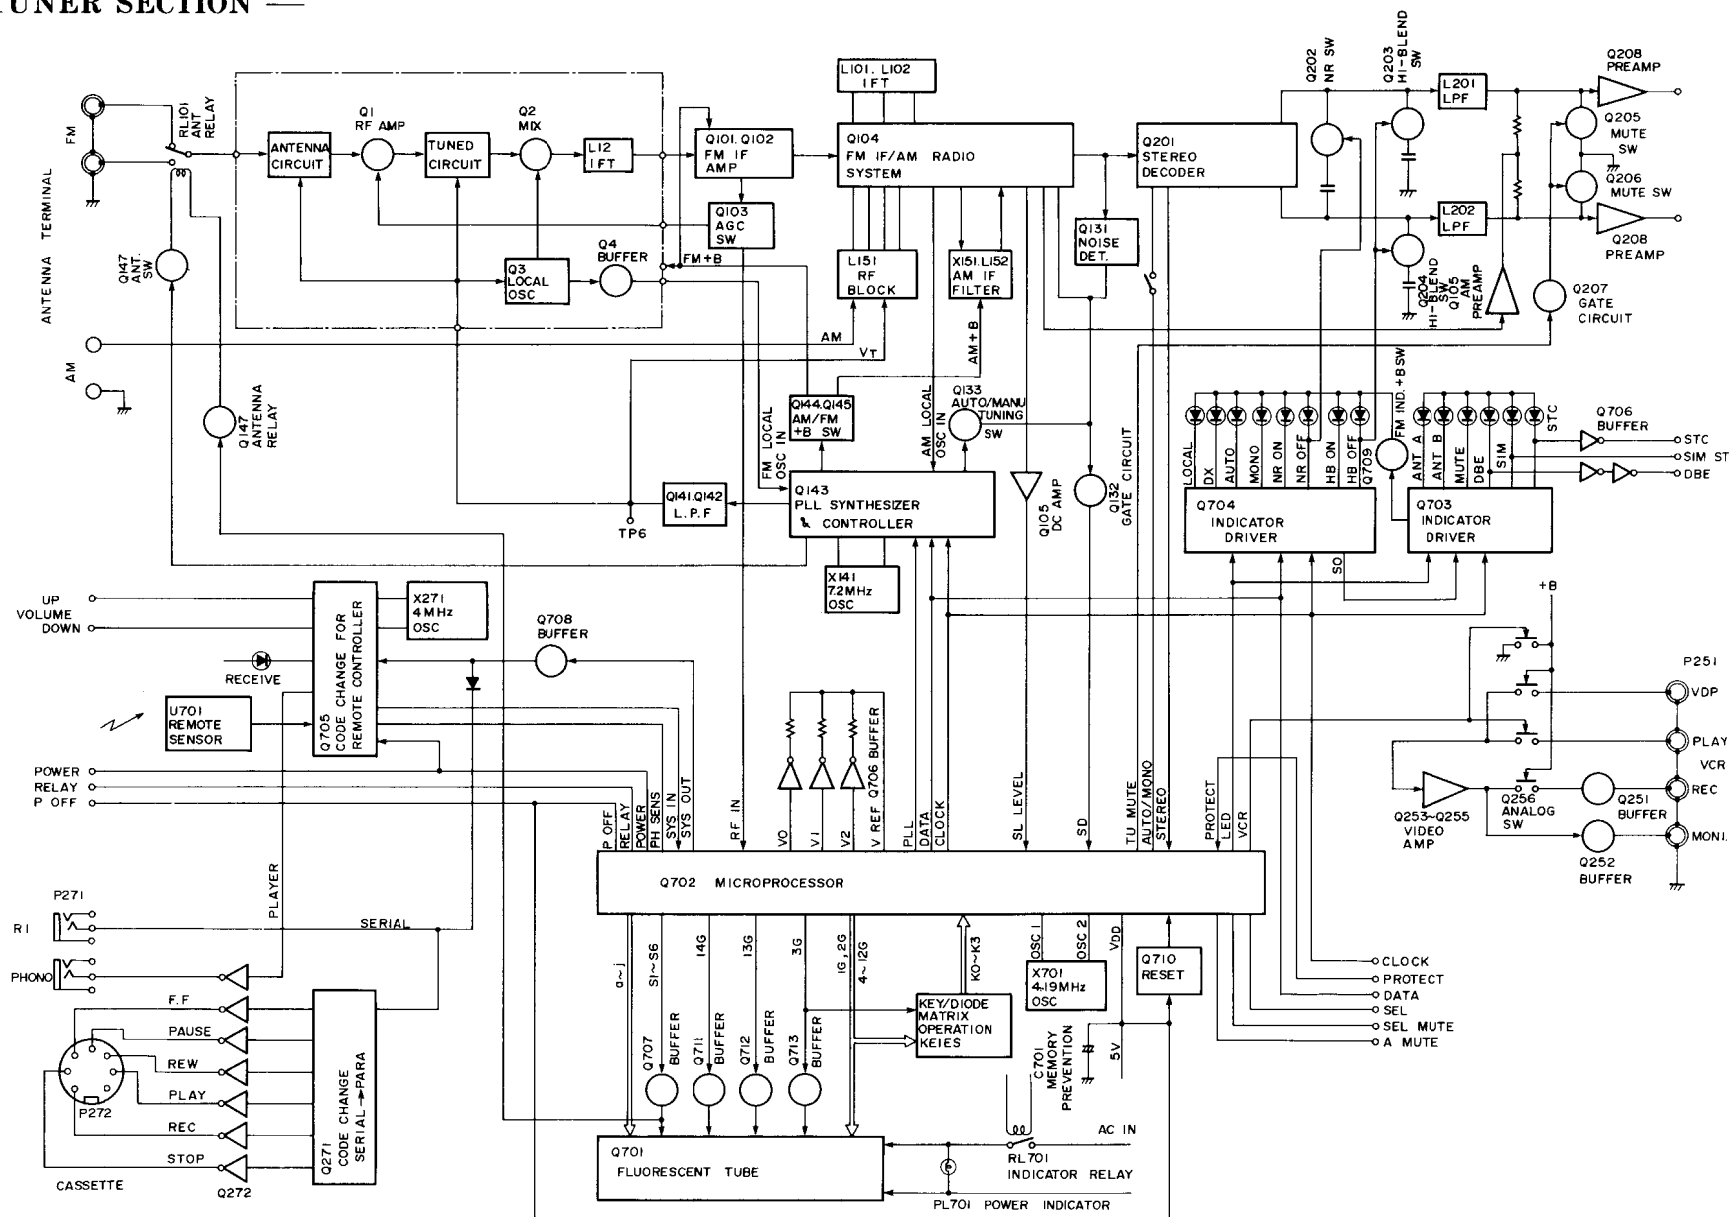 TUNER SECTION —
FM
RL101
ANT
RELAY
ANTENNA TERMINAL
AM
Q147
ANT.
SW
Q147
ANTENNA
RELAY
ANTENNA
CIRCUIT
Q1
RF AMP
TUNED
CIRCUIT
Q2
MIX
L12
IFT
Q3
LOCAL
OSC
Q4
BUFFER
FM+B
Q101. Q102
FM IF
AMP
Q103
AGC
SW
L101. L102
IFT
Q104
FM IF/AM RADIO
SYSTEM
L151
RF
BLOCK
X151. L152
AM IF
FILTER
Q131
NOISE
DET.
Q201
STEREO
DECODER
Q202
NR SW
Q203
HI-BLEND
SW
L201
LPF
Q208
PREAMP
Q205
MUTE
SW
Q206
MUTE SW
L202
LPF
Q208
PREAMP
Q204
HI-BLEND
SW
Q105
AM
PREAMP
Q207
GATE
CIRCUIT
AM
VT
AM+B
Q144. Q145
AM/FM
+B SW
FM LOCAL
OSC IN
AM LOCAL
OSC IN
Q133
AUTO/MANU
TUNING
SW
Q141. Q142
L.P.F
TP6
Q143
PLL SYNTHESIZER
& CONTROLLER
X141
7.2MHz
OSC
Q105
DC AMP
Q132
GATE CIRCUIT
LOCAL
DX
AUTO
MONO
NR ON
NR OFF
HB ON
HB OFF
Q709
FM IND. +B SW
ANT A
ANT B
MUTE
DBE
SIM
STC
Q706
BUFFER
STC
SIM ST
DBE
Q704
INDICATOR
DRIVER
SO
Q703
INDICATOR
DRIVER
UP
VOLUME
DOWN
RECEIVE
U701
REMOTE
SENSOR
Q705
CODE CHANGE FOR
REMOTE CONTROLLER
X271
4MHz
OSC
Q708
BUFFER
POWER
RELAY
P OFF
P OFF
RELAY
POWER
PH SENS
SYS IN
SYS OUT
RF IN
V0
V1
V2
V REF
Q706 BUFFER
PLL
DATA
CLOCK
SL LEVEL
SD
TU MUTE
AUTO/MONO
STEREO
PROTECT
LED
VCR
+B
P251
VDP
PLAY
VCR
REC
MONI.
Q253~Q255
VIDEO
AMP
Q256
ANALOG
SW
Q251
BUFFER
Q252
BUFFER
Q702 MICROPROCESSOR
P271
RI
PHONO
PLAYER
SERIAL
F.F
PAUSE
REW
PLAY
REC
STOP
P272
CASSETTE
Q272
Q271
CODE CHANGE
SERIAL→PARA
a~j
S1~S6
14G
13G
3G
1G, 2G
4~12G
K0~K3
OSC 1
OSC 2
VDD
X701
4.19MHz
OSC
Q710
RESET
KEY/DIODE
MATRIX
OPERATION
KEIES
Q707
BUFFER
Q711
BUFFER
Q712
BUFFER
Q713
BUFFER
C701
MEMORY
PREVENTION
5V
CLOCK
PROTECT
DATA
SEL
SEL MUTE
A MUTE
Q701
FLUORESCENT TUBE
AC IN
RL701
INDICATOR RELAY
PL701 POWER INDICATOR